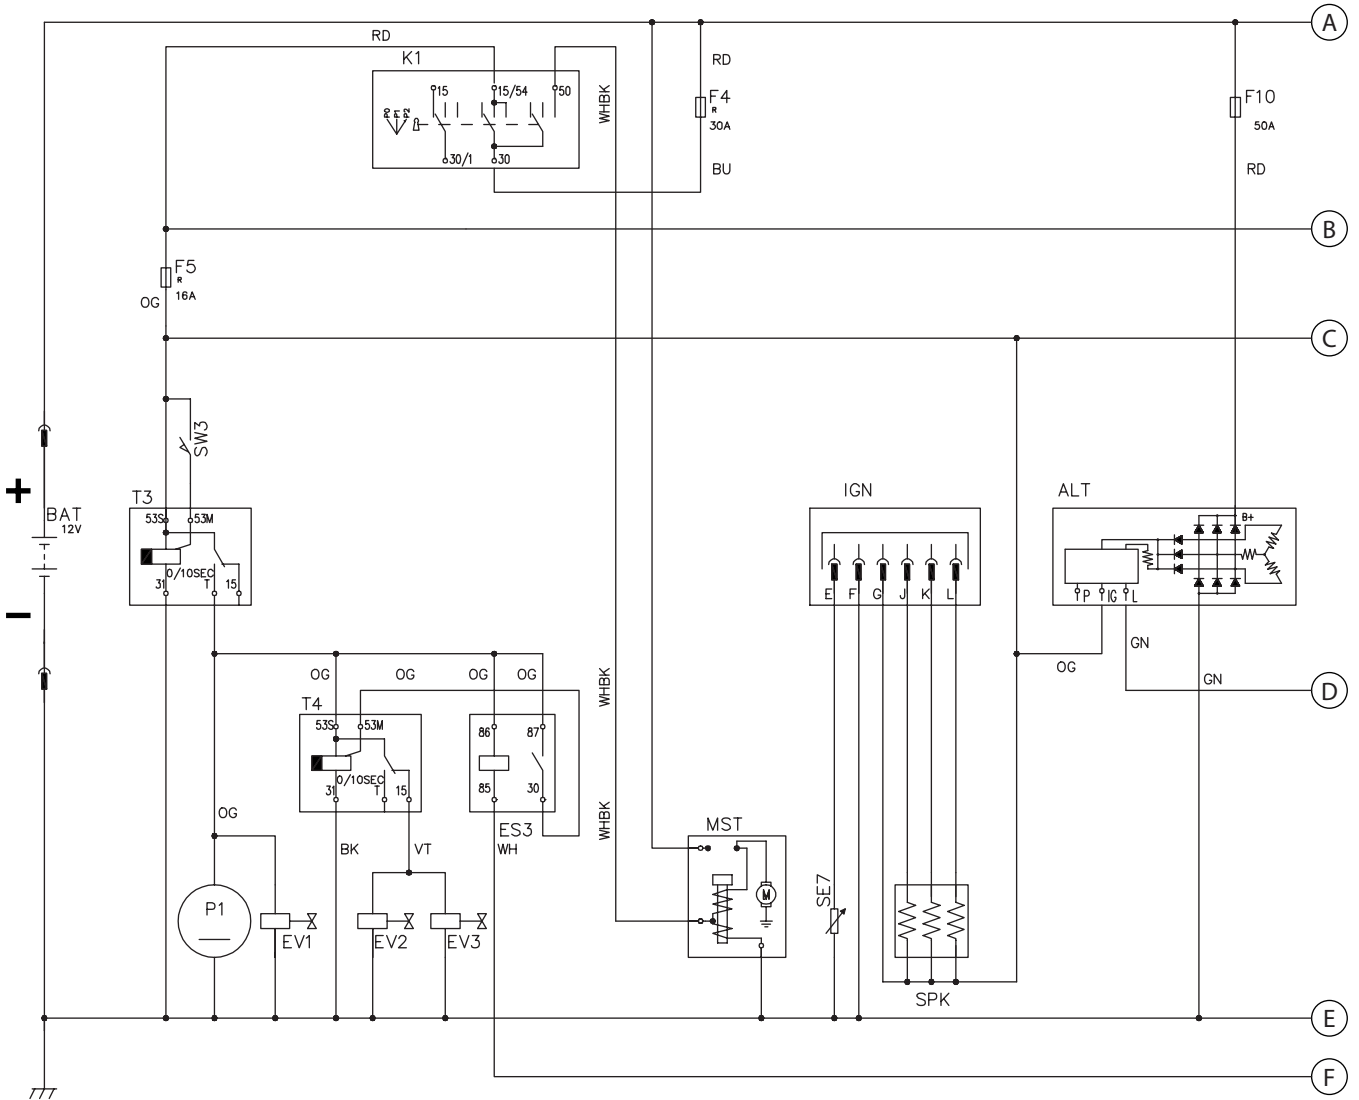 A
RD
K1
15
15/54
50
P0
P1
P2
30/1
30
WHBK
RD
F4
R
30A
BU
F10
50A
RD
B
F5
R
16A
OG
C
SW3
+
BAT
12V
−
T3
53S
53M
0/10SEC
31
T
15
IGN
E
F
G
J
K
L
ALT
B+
P
IG
L
OG
GN
GN
D
OG
OG
OG
OG
WHBK
T4
53S
53M
0/10SEC
31
T
15
86
87
85
30
ES3
OG
BK
VT
WH
WHBK
MST
M
SE7
P1
EV1
EV2
EV3
SPK
E
F